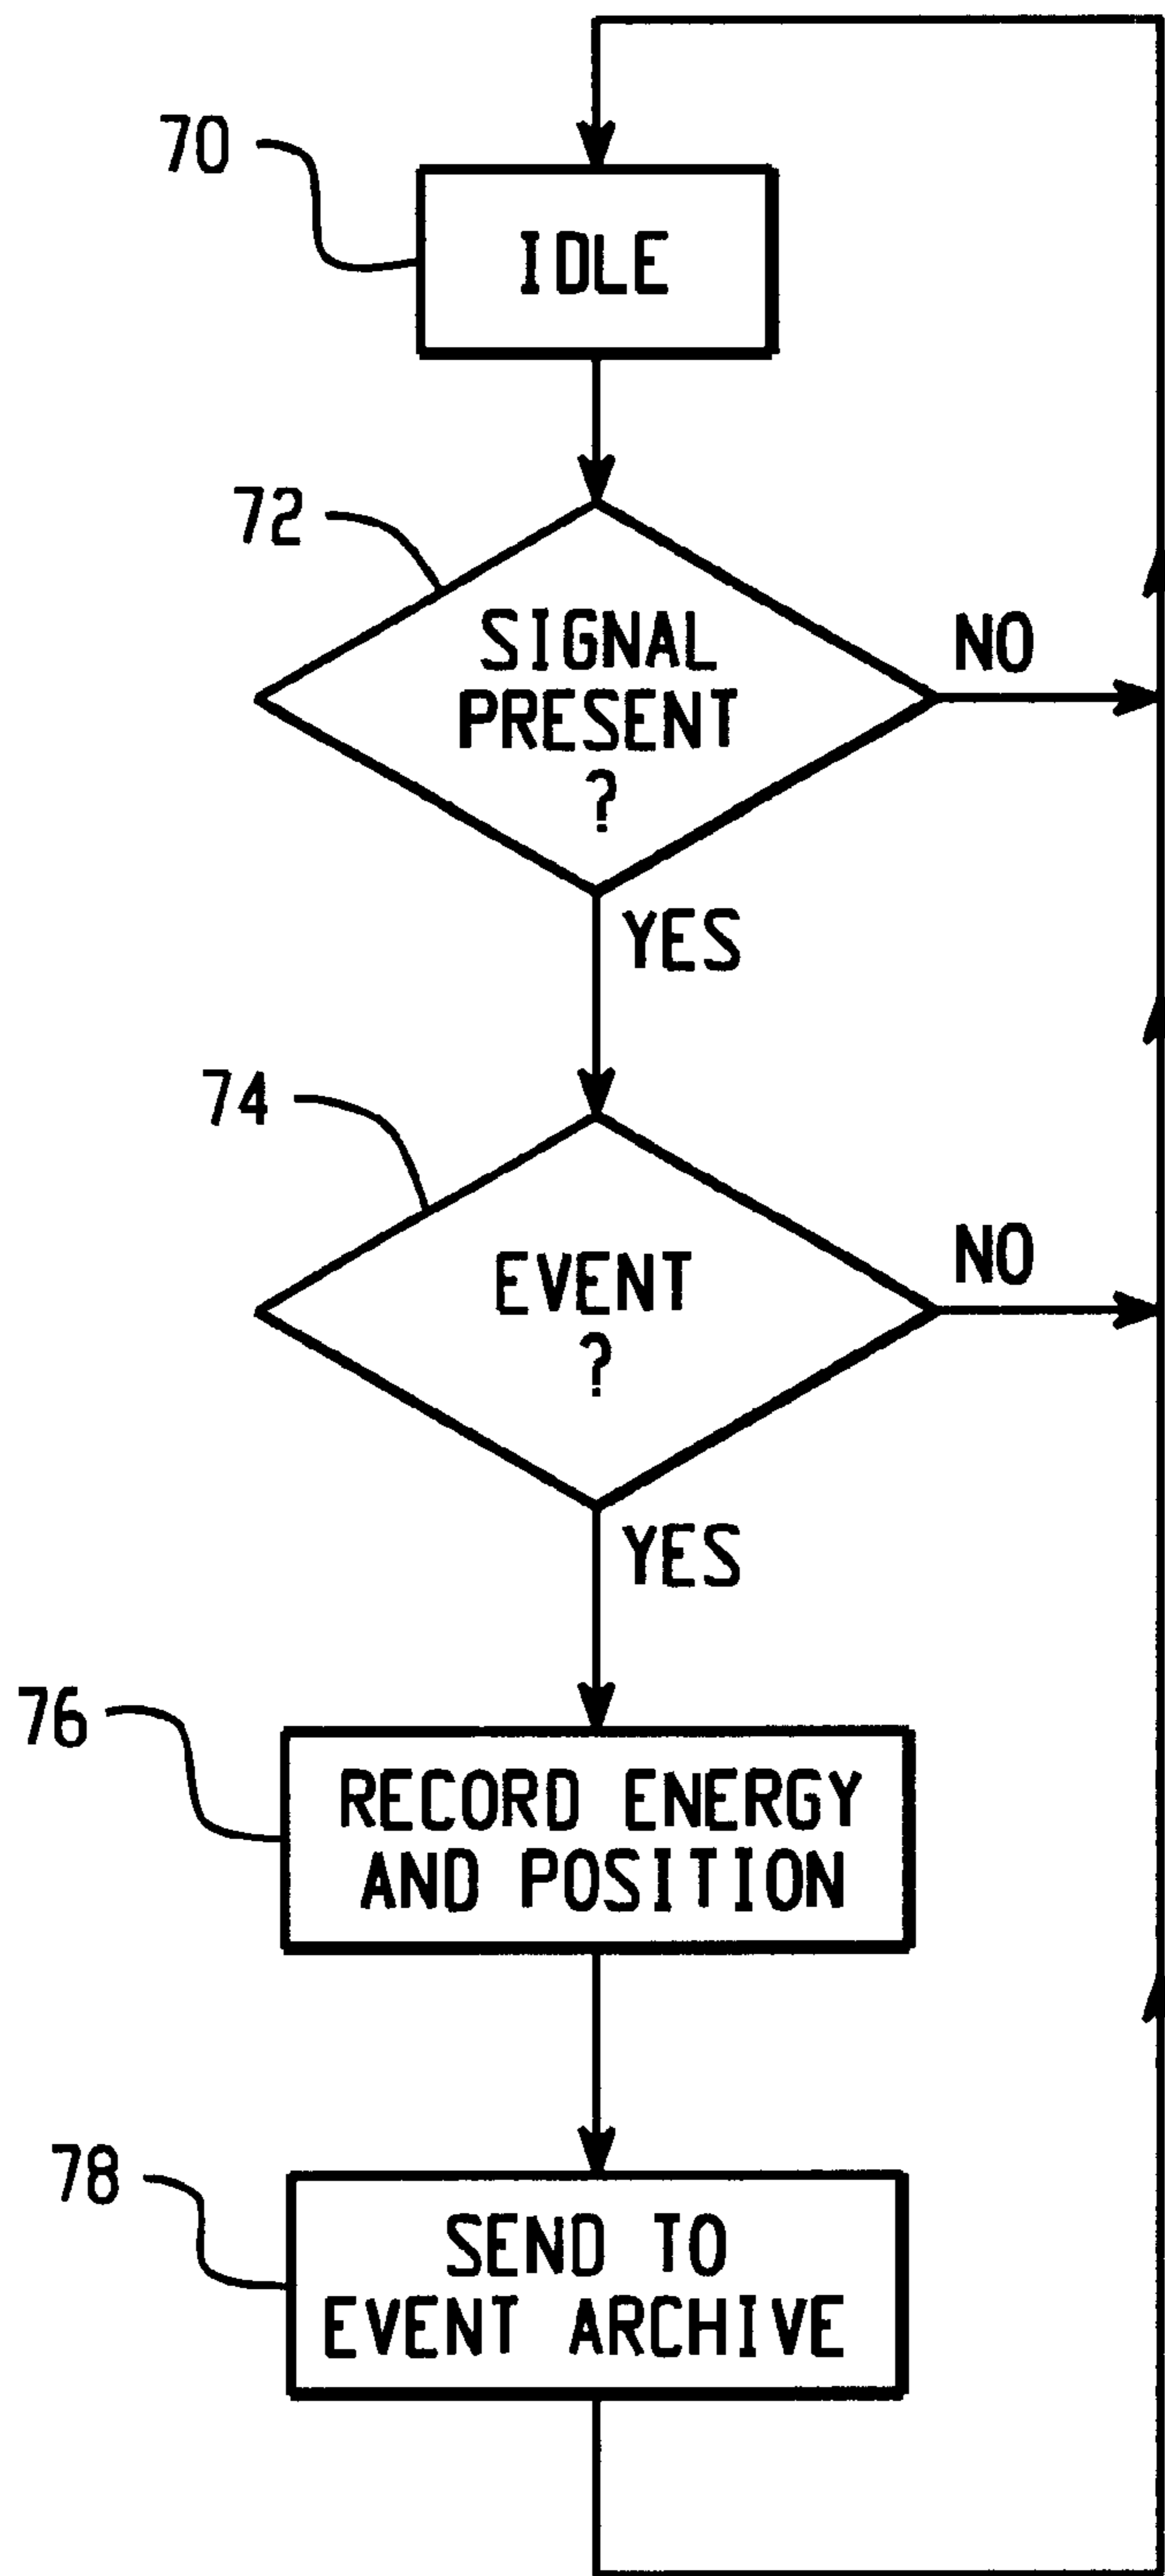 70
IDLE
72
SIGNAL
PRESENT
?
NO
YES
74
EVENT
?
NO
YES
76
RECORD ENERGY
AND POSITION
78
SEND TO
EVENT ARCHIVE